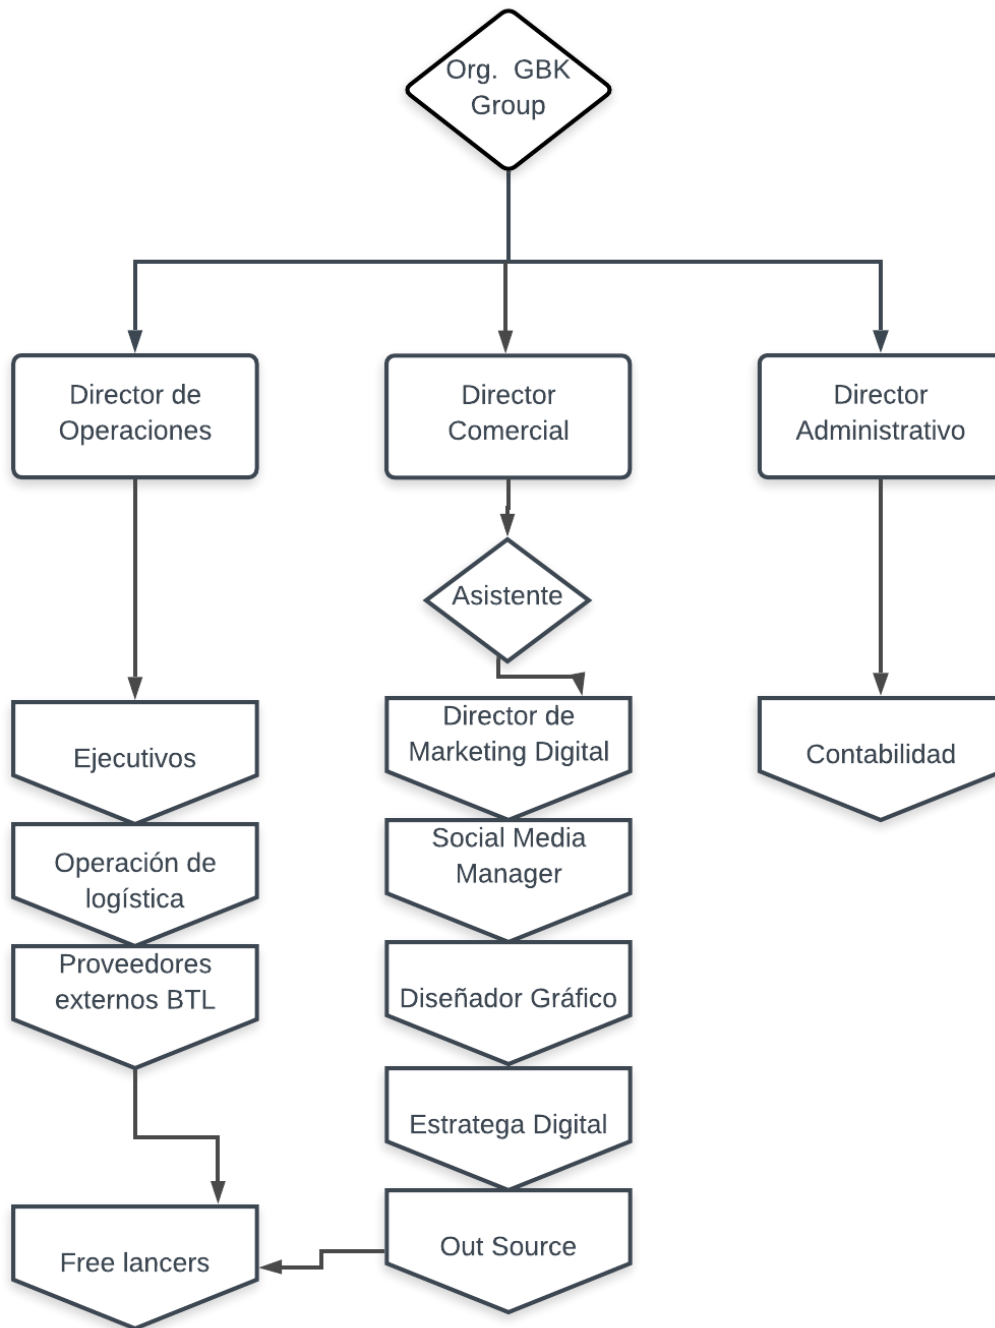 Org. GBK
Group
Director de
Operaciones
Director
Comercial
Director
Administrativo
Asistente
Ejecutivos
Director de
Marketing Digital
Contabilidad
Operación de
logística
Social Media
Manager
Proveedores
externos BTL
Diseñador Gráfico
Estratega Digital
Free lancers
Out Source